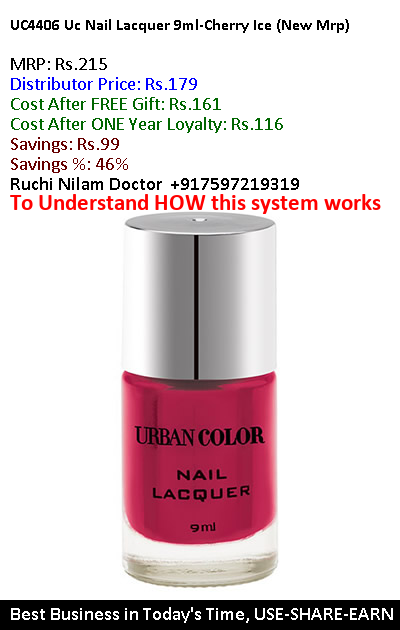 UC4406 Uc Nail Lacquer 9ml-Cherry Ice (New Mrp)
MRP: Rs.215
Distributor Price: Rs.179
Cost After FREE Gift: Rs.161
Cost After ONE Year Loyalty: Rs.116
Savings: Rs.99
Savings %: 46%
Ruchi Nilam Doctor +917597219319
To Understand HOW this system works
URBAN COLOR
NAIL
LACQUER
9ml
Best Business in Today's Time, USE-SHARE-EARN